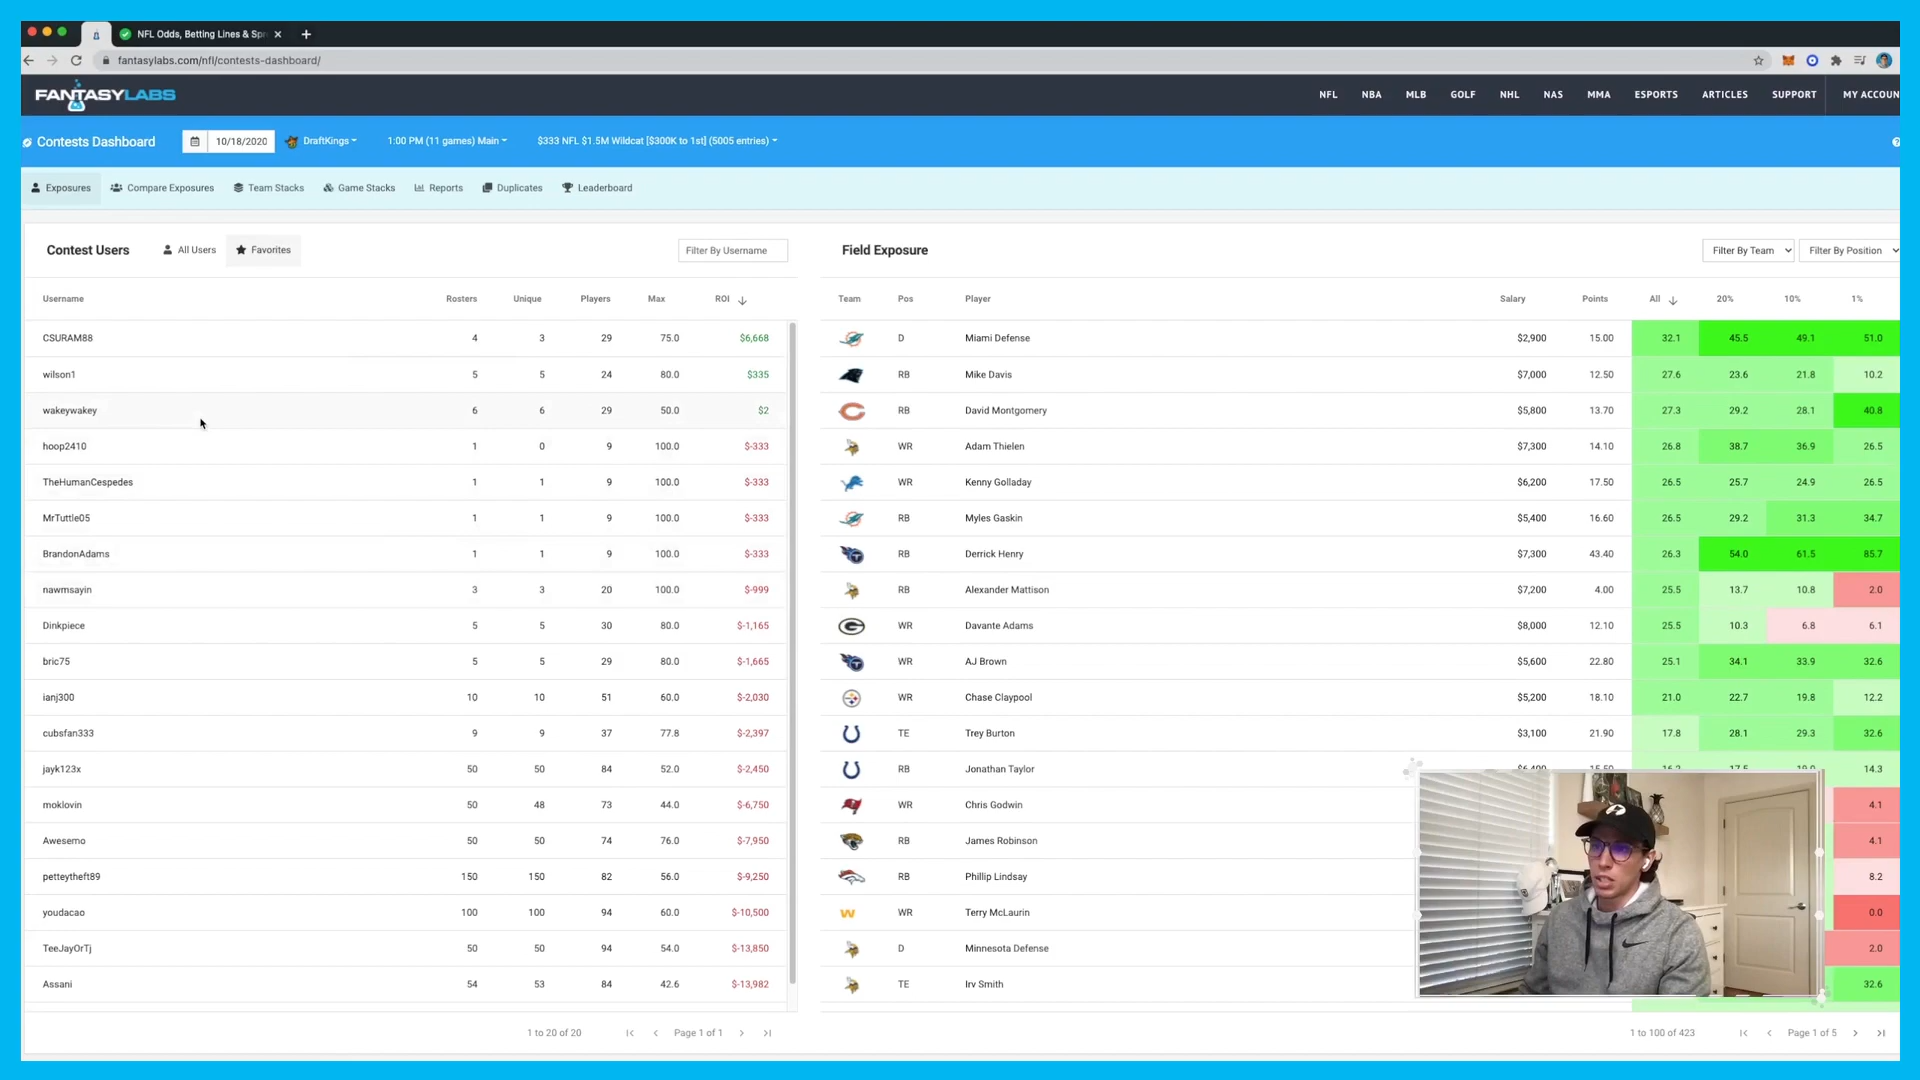 NFL Odds, Betting Lines & Spr
fantasylabs.com/nfl/contests-dashboard/
FANTASYLABS
NFL NBA MLB GOLF NHL NAS MMA ESPORTS ARTICLES SUPPORT MY ACCOUN
Contests Dashboard 10/18/2020 DraftKings 1:00 PM (11 games) Main $333 NFL $1.5M Wildcat [$300K to 1st] (5005 entries)
Exposures Compare Exposures Team Stacks Game Stacks Reports Duplicates Leaderboard
Contest Users All Users Favorites Filter By Username
Username Rosters Unique Players Max ROI
CSURAM88 4 3 29 75.0 $6,668
wilson1 5 5 24 80.0 $335
wakeywakey 6 6 29 50.0 $2
hoop2410 1 0 9 100.0 $-333
TheHumanCespedes 1 1 9 100.0 $-333
MrTuttle05 1 1 9 100.0 $-333
BrandonAdams 1 1 9 100.0 $-333
nawmsayin 3 3 20 100.0 $-999
Dinkpiece 5 5 30 80.0 $-1,165
bric75 5 5 29 80.0 $-1,665
ianj300 10 10 51 60.0 $-2,030
cubsfan333 9 9 37 77.8 $-2,397
jayk123x 50 50 84 52.0 $-2,450
moklovin 50 48 73 44.0 $-6,750
Awesemo 50 50 74 76.0 $-7,950
petteytheft89 150 150 82 56.0 $-9,250
youdacao 100 100 94 60.0 $-10,500
TeeJayOrTj 50 50 94 54.0 $-13,850
Assani 54 53 84 42.6 $-13,982
1 to 20 of 20 Page 1 of 1
Field Exposure Filter By Team Filter By Position
Team Pos Player Salary Points All 20% 10% 1%
D Miami Defense $2,900 15.00 32.1 45.5 49.1 51.0
RB Mike Davis $7,000 12.50 27.6 23.6 21.8 10.2
RB David Montgomery $5,800 13.70 27.3 29.2 28.1 40.8
WR Adam Thielen $7,300 14.10 26.8 38.7 36.9 26.5
WR Kenny Golladay $6,200 17.50 26.5 25.7 24.9 26.5
RB Myles Gaskin $5,400 16.60 26.5 29.2 31.3 34.7
RB Derrick Henry $7,300 43.40 26.3 54.0 61.5 85.7
RB Alexander Mattison $7,200 4.00 25.5 13.7 10.8 2.0
WR Davante Adams $8,000 12.10 25.5 10.3 6.8 6.1
WR AJ Brown $5,600 22.80 25.1 34.1 33.9 32.6
WR Chase Claypool $5,200 18.10 21.0 22.7 19.8 12.2
TE Trey Burton $3,100 21.90 17.8 28.1 29.3 32.6
RB Jonathan Taylor 14.3
WR Chris Godwin 4.1
RB James Robinson 4.1
RB Phillip Lindsay 8.2
W WR Terry McLaurin 0.0
D Minnesota Defense 2.0
TE Irv Smith 32.6
1 to 100 of 423 Page 1 of 5